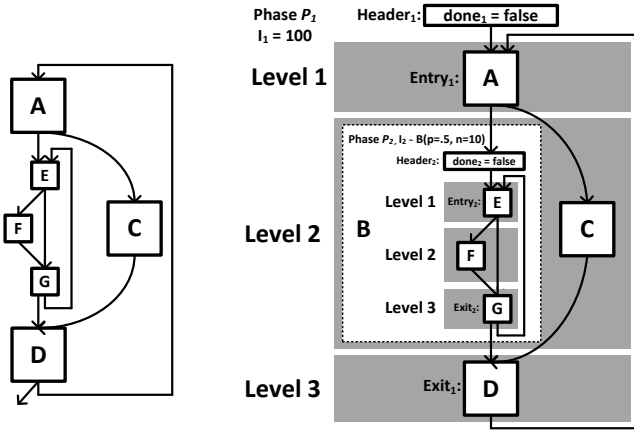 A
E
F
C
G
D
Phase P₁
I₁ = 100
Header₁: done₁ = false
Level 1
Entry₁: A
Phase P₂, I₂ ~ B(p=.5, n=10)
Header₂: done₂ = false
Level 1
Entry₂: E
Level 2
B
Level 2
F
C
Level 3
Exit₂: G
Level 3
Exit₁: D